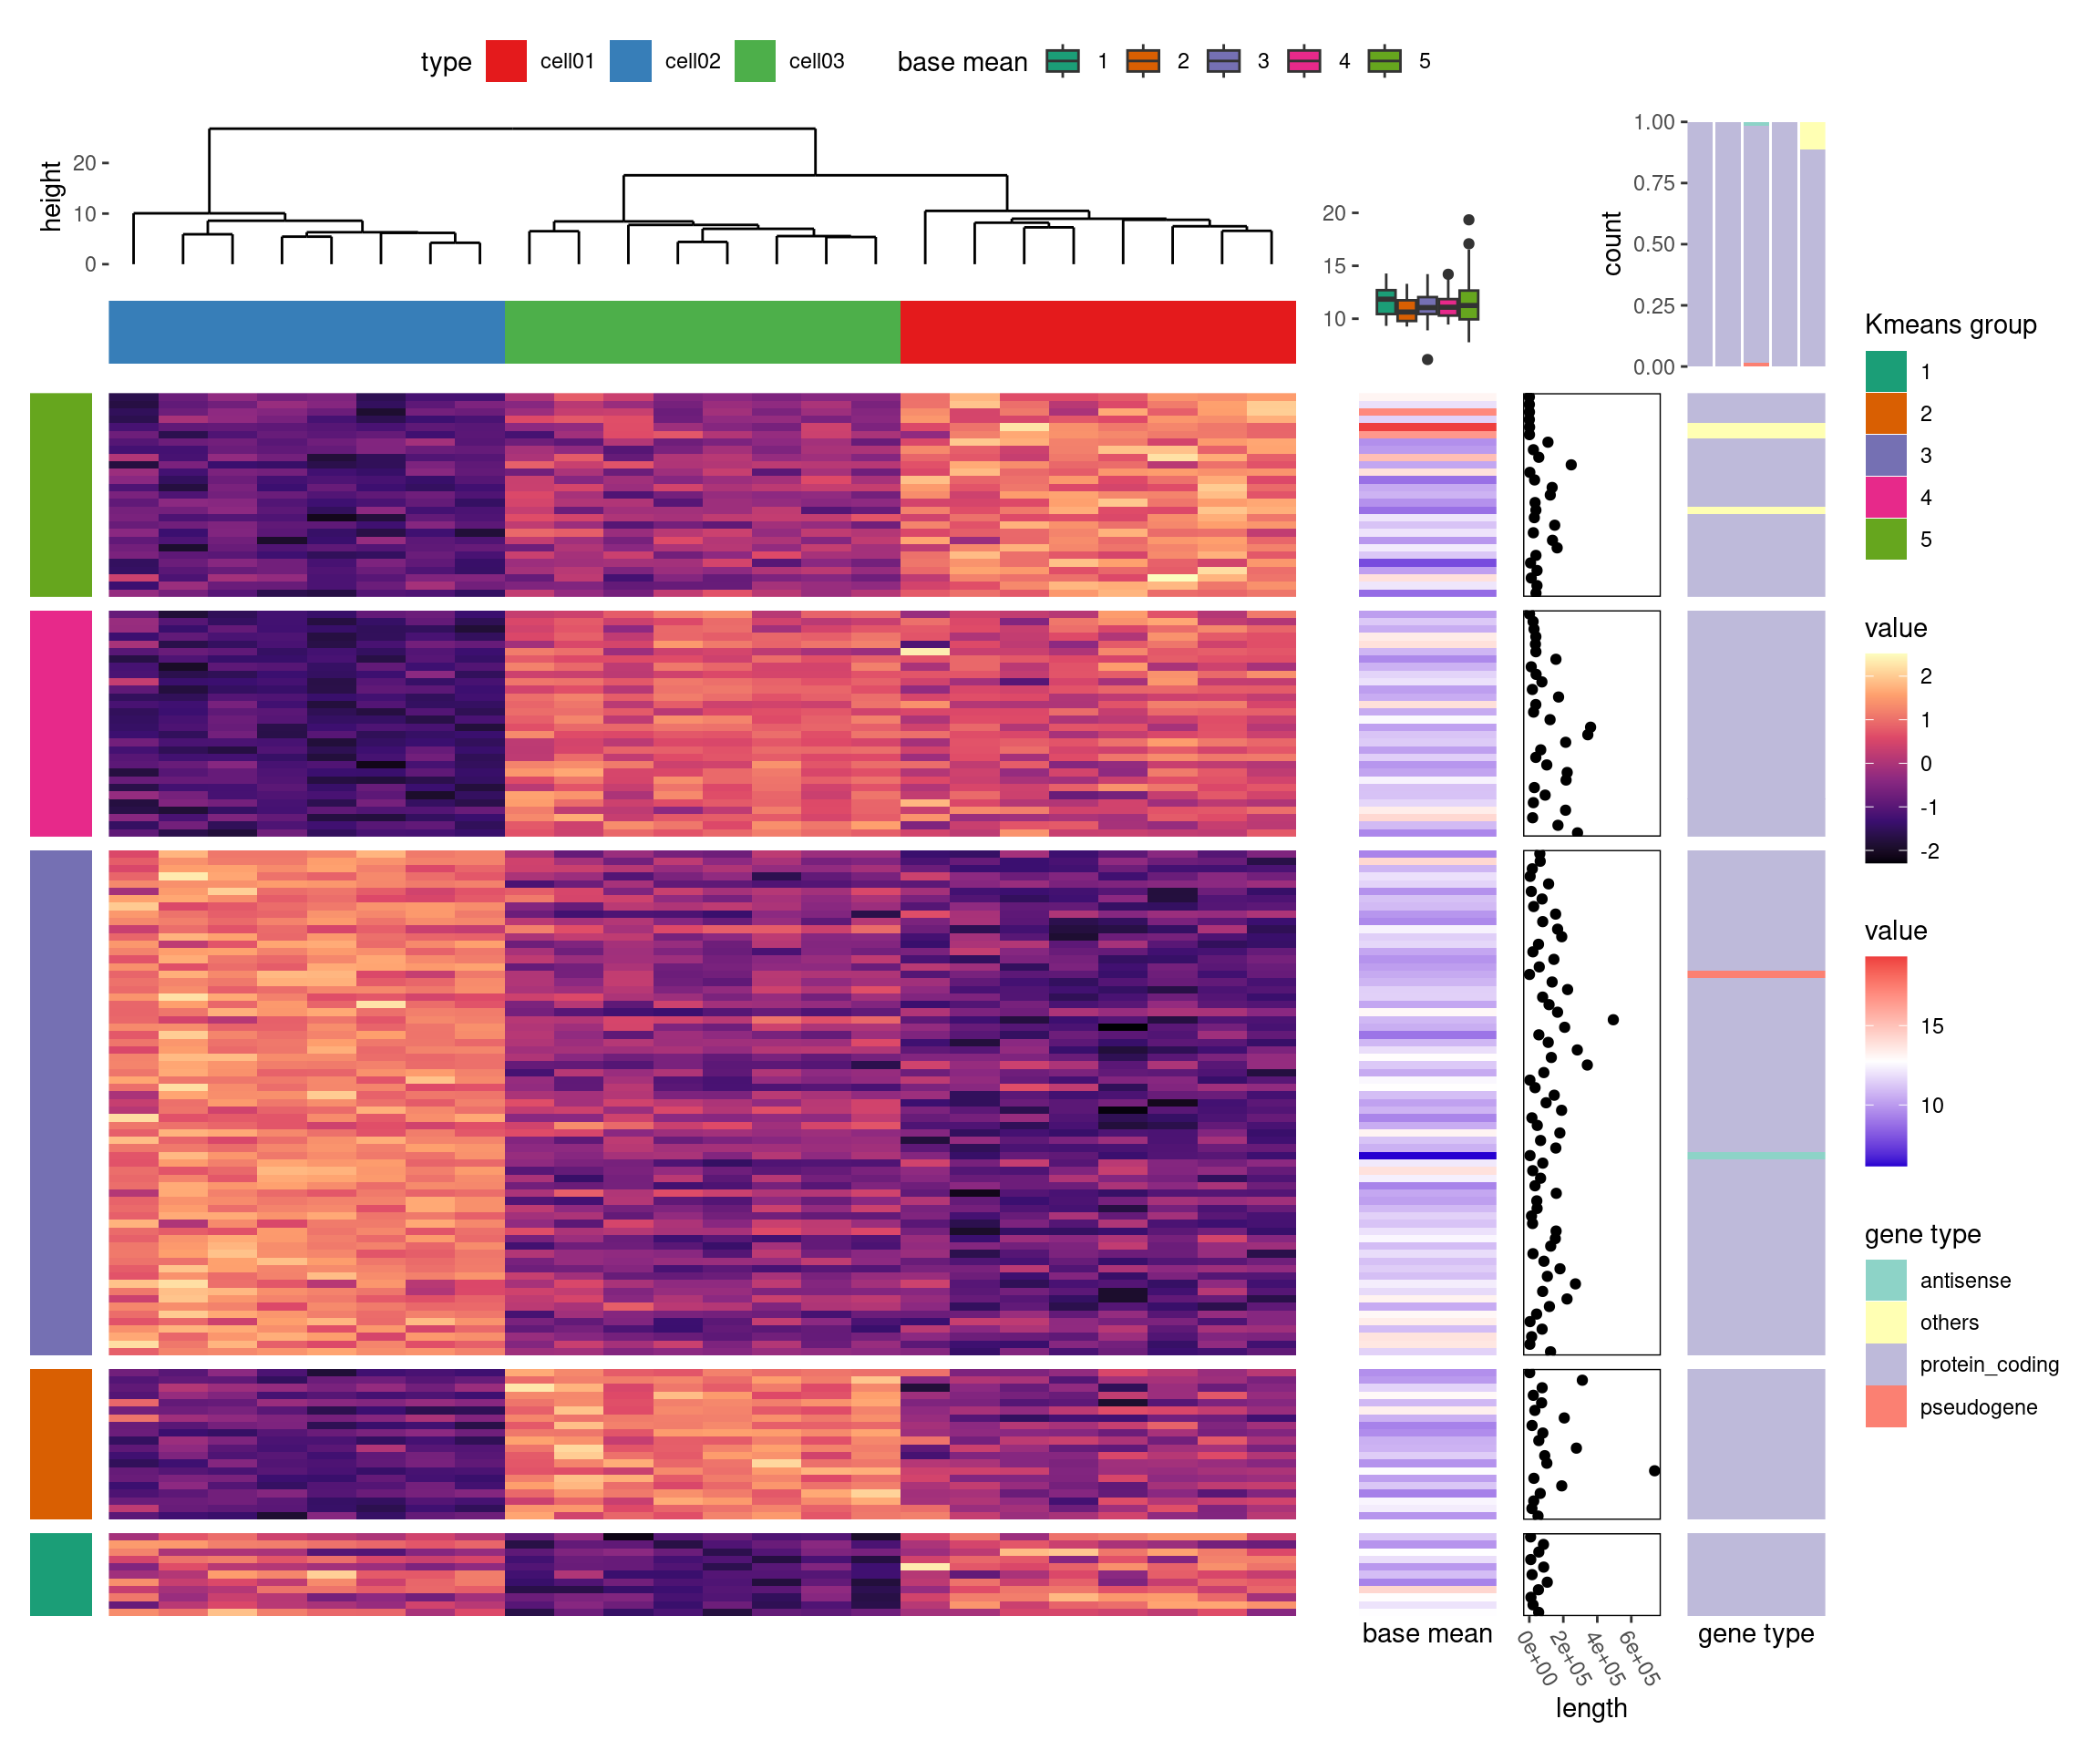 type cell01 cell02 cell03 base mean 1 2 3 4 5
height
20
10
0
20
15
10
count
1.00
0.75
0.50
0.25
0.00
Kmeans group
1
2
3
4
5
value
2
1
0
-1
-2
value
15
10
gene type
antisense
others
protein_coding
pseudogene
base mean
0e+00 2e+05 4e+05 6e+05
length
gene type